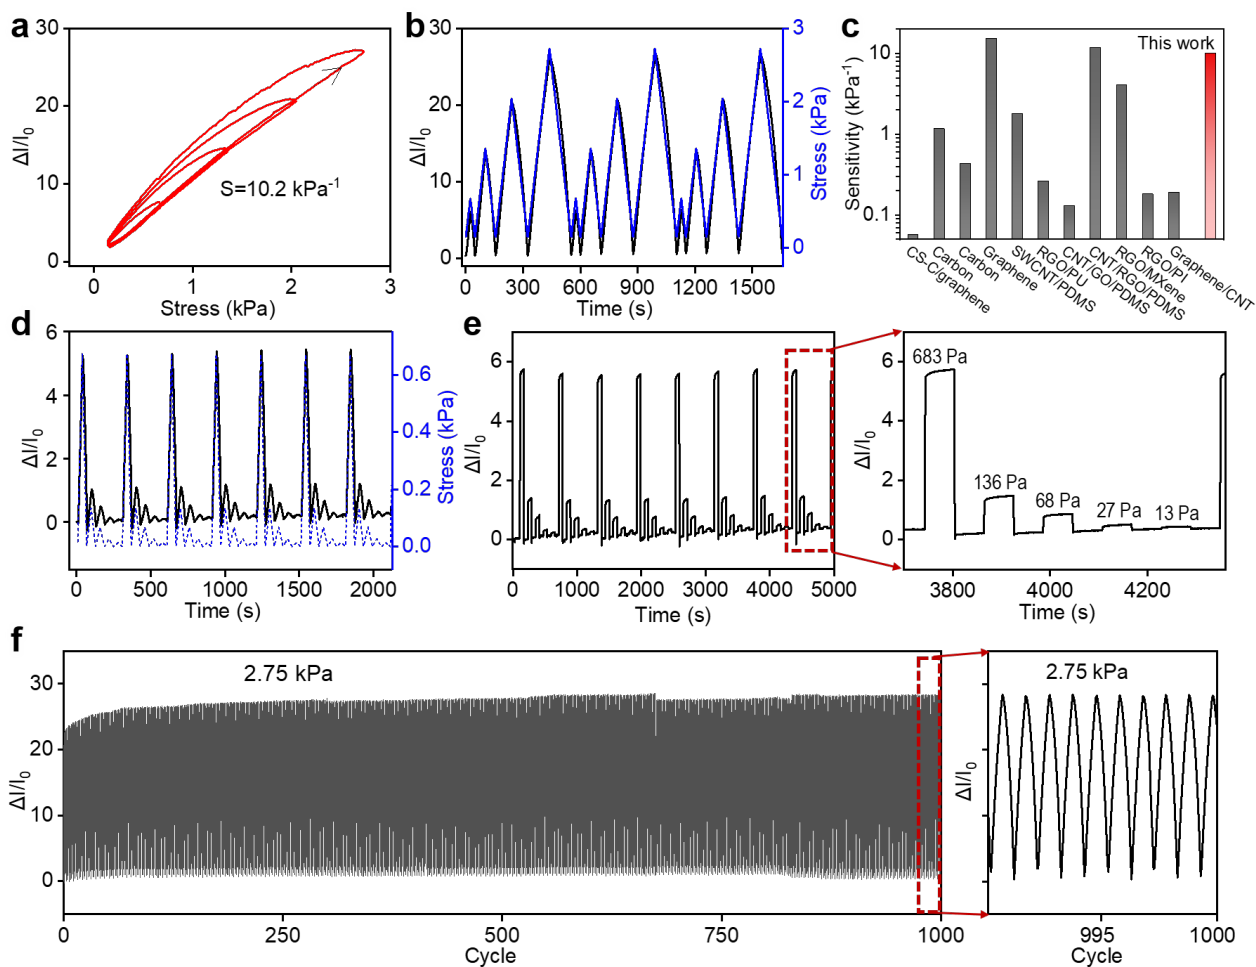 a
30
20
10
0
ΔI/I0
S=10.2 kPa-1
0
1
2
3
Stress (kPa)
b
30
20
10
0
ΔI/I0
3
2
1
0
Stress (kPa)
0
300
600
900
1200
1500
Time (s)
c
This work
10
1
0.1
Sensitivity (kPa-1)
CS-C/graphene
Carbon
Carbon
Graphene
SWCNT/PDMS
RGO/PU
CNT/GO/PDMS
CNT/RGO/PDMS
RGO/MXene
RGO/PI
Graphene/CNT
d
6
4
2
0
ΔI/I0
0.6
0.4
0.2
0.0
Stress (kPa)
0
500
1000
1500
2000
Time (s)
e
6
4
2
0
ΔI/I0
0
1000
2000
3000
4000
5000
Time (s)
6
4
2
0
ΔI/I0
683 Pa
136 Pa
68 Pa
27 Pa
13 Pa
3800
4000
4200
Time (s)
f
2.75 kPa
30
20
10
0
ΔI/I0
0
250
500
750
1000
Cycle
2.75 kPa
ΔI/I0
995
1000
Cycle